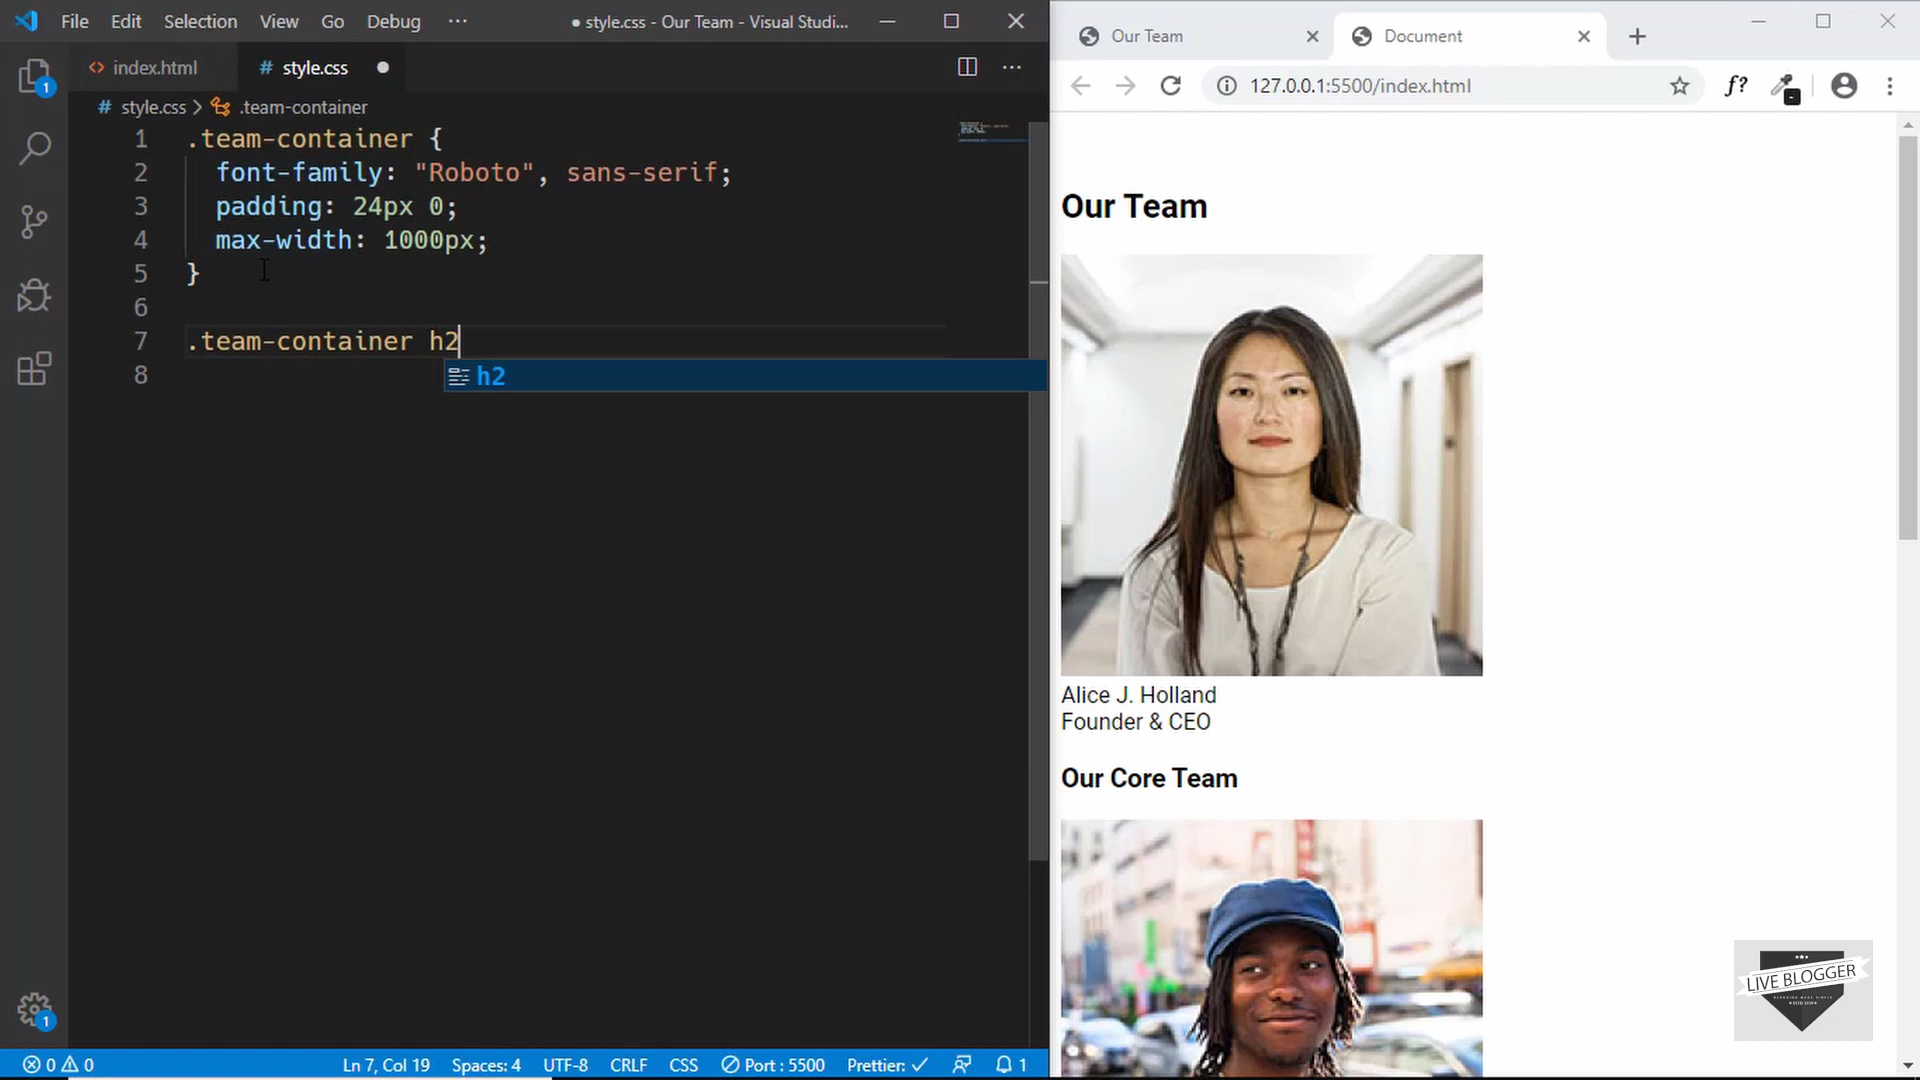 File Edit Selection View Go Debug ···
● style.css - Our Team - Visual Studi...
index.html
# style.css ●
# style.css > .team-container
1 .team-container {
2 font-family: "Roboto", sans-serif;
3 padding: 24px 0;
4 max-width: 1000px;
5 }
6
7 .team-container h2
h2
8
1
1
0 0
Ln 7, Col 19 Spaces: 4 UTF-8 CRLF CSS Port : 5500 Prettier: ✓ 1
Our Team
Document
127.0.0.1:5500/index.html
f?
Our Team
Alice J. Holland
Founder & CEO
Our Core Team
LIVE BLOGGER